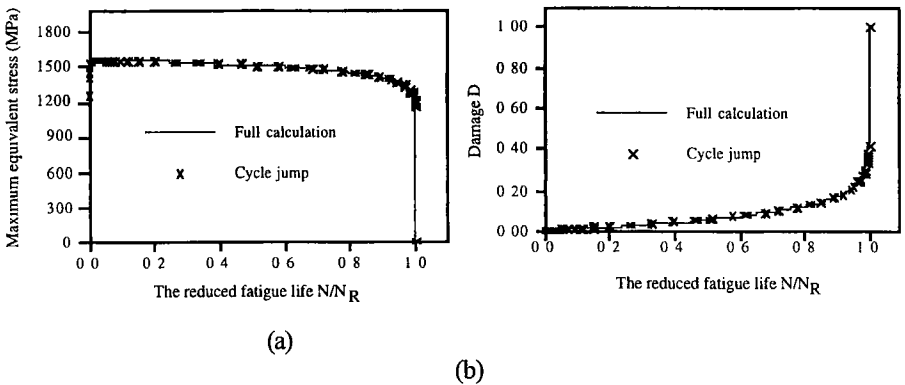 (a)
Maximum equivalent stress (MPa)
1800
1500
1200
900
600
300
0
Full calculation
Cycle jump
0 0
0 2
0 4
0 6
0 8
1 0
The reduced fatigue life N/NR
(a)
(b)
Damage D
1 00
0 80
0 60
0 40
0 20
0 00
Full calculation
Cycle jump
0 0
0 2
0 4
0 6
0 8
1 0
The reduced fatigue life N/NR
(b)